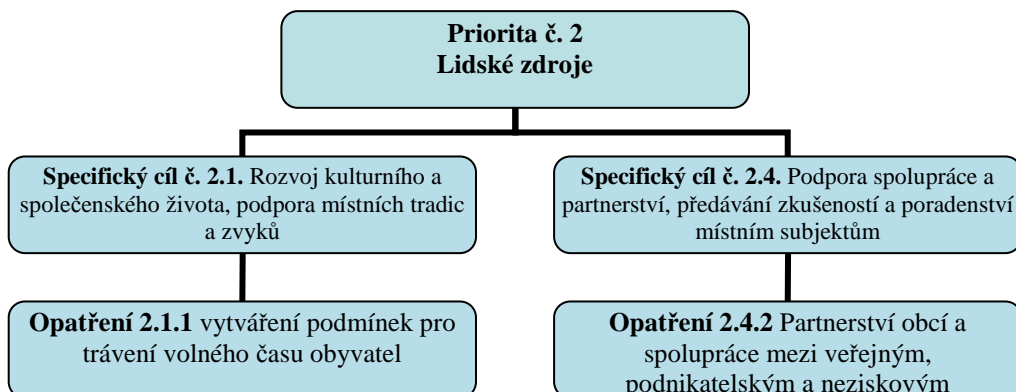 Priorita č. 2
Lidské zdroje
Specifický cíl č. 2.1. Rozvoj kulturního a
společenského života, podpora místních tradic
a zvyků
Specifický cíl č. 2.4. Podpora spolupráce a
partnerství, předávání zkušeností a poradenství
místním subjektům
Opatření 2.1.1 vytváření podmínek pro
trávení volného času obyvatel
Opatření 2.4.2 Partnerství obcí a
spolupráce mezi veřejným,
podnikatelským a neziskovým